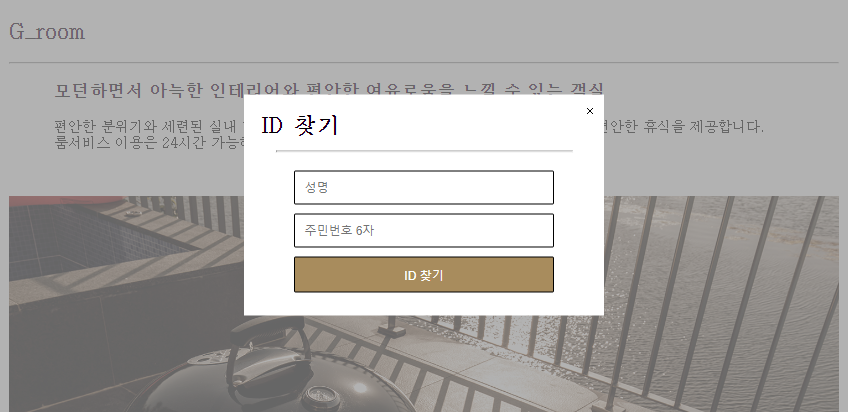 G_room
모던하면서 아늑한 인테리어와 편안한 여유로움을 느낄 수 있는 객실
편안한 분위기와 세련된 실내 편안한 휴식을 제공합니다.
룸서비스 이용은 24시간
×
ID 찾기
성명
주민번호 6자
ID 찾기